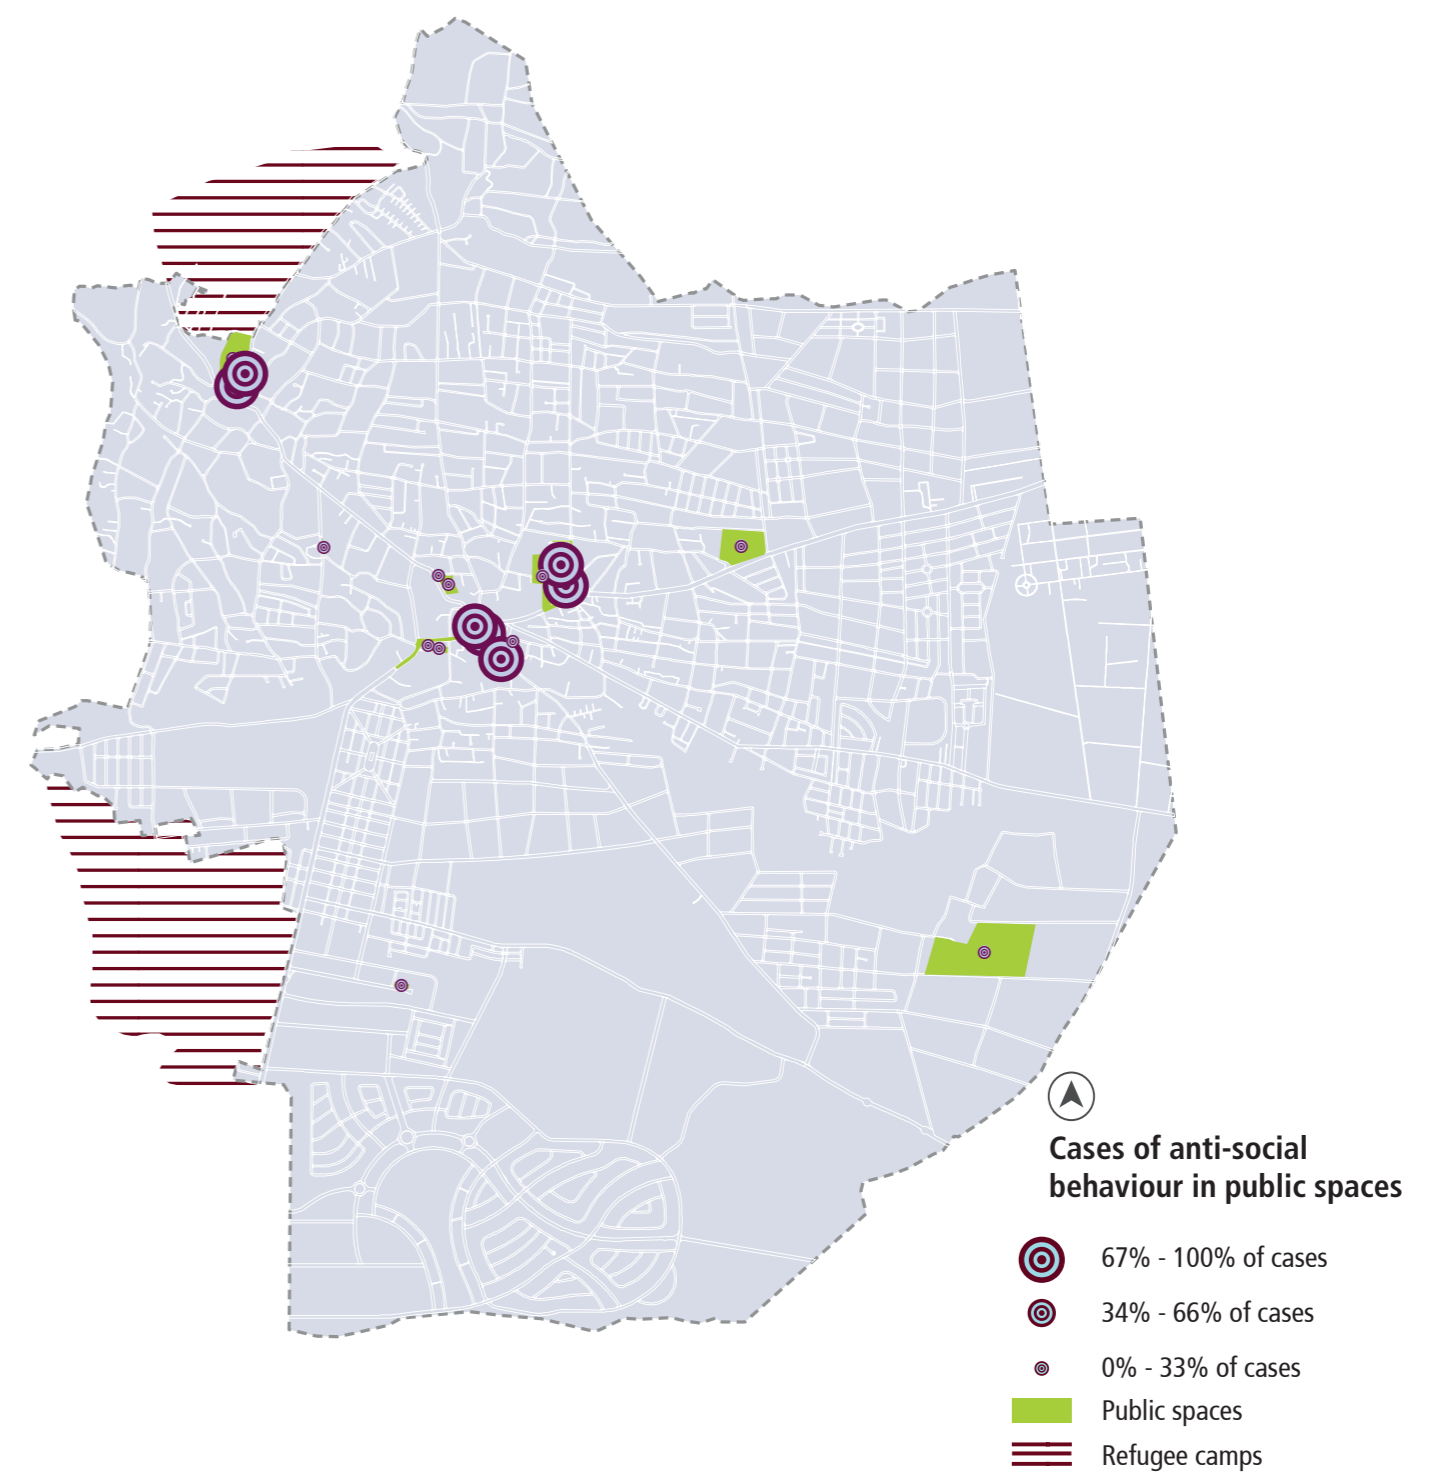 Cases of anti-social
behaviour in public spaces
67% - 100% of cases
34% - 66% of cases
0% - 33% of cases
Public spaces
Refugee camps